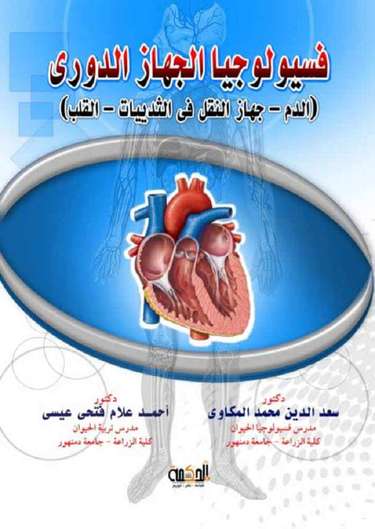 فسيولوجيا الجهاز الدورى
(الدم - جهاز النقل فى الثدييات - القلب)
دكتور
سعد الدين محمد المكاوى
مدرس فسيولوجيا الحيوان
كلية الزراعة - جامعة دمنهور
دكتور
أحمد علام فتحى عيسى
مدرس تربية الحيوان
كلية الزراعة - جامعة دمنهور
الحكمة